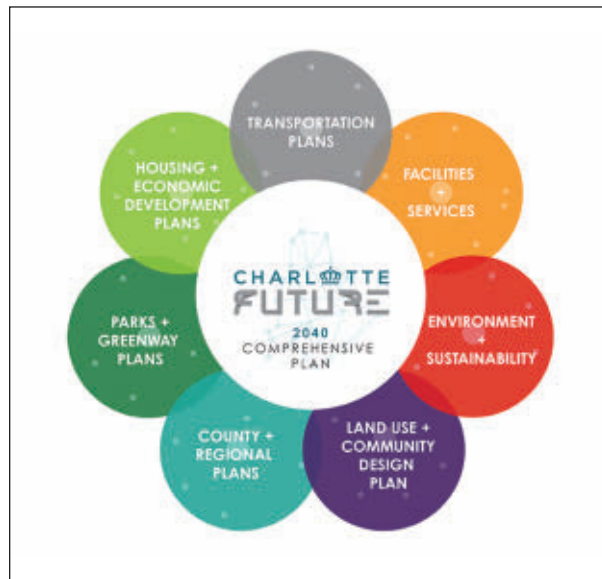 TRANSPORTATION
PLANS
FACILITIES
+
SERVICES
ENVIRONMENT
+
SUSTAINABILITY
LAND USE +
COMMUNITY
DESIGN
PLAN
COUNTY +
REGIONAL
PLANS
PARKS +
GREENWAY
PLANS
HOUSING +
ECONOMIC
DEVELOPMENT
PLANS
CHARLOTTE
FUTURE
2040
COMPREHENSIVE
PLAN